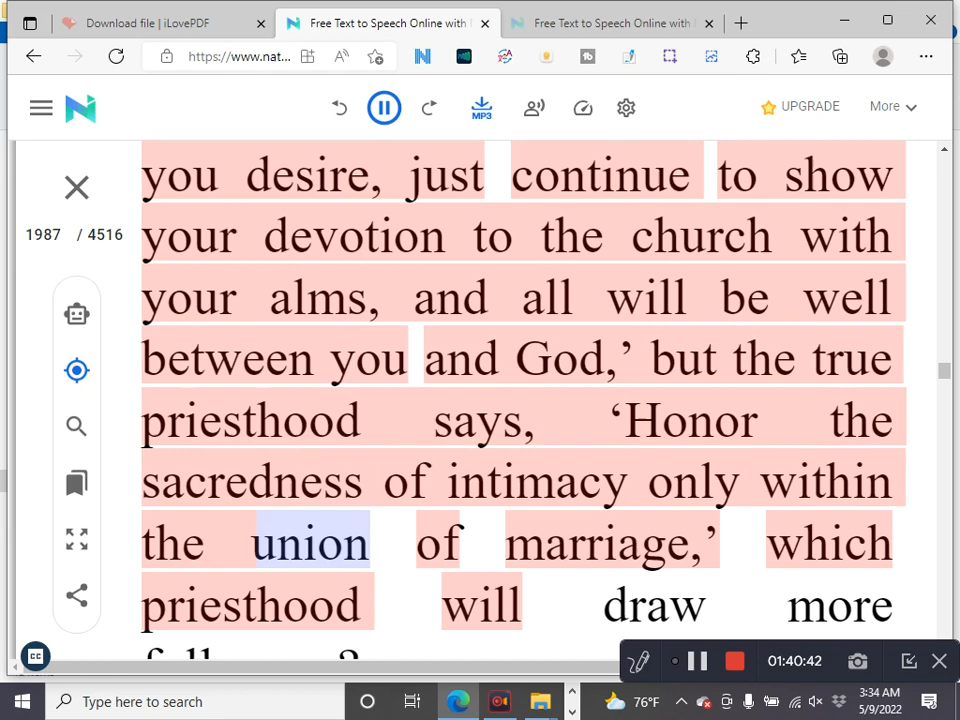 Download file | iLovePDF
Free Text to Speech Online with
Free Text to Speech Online with
https://www.nat...
MP3
UPGRADE
More
1987 / 4516
you desire, just continue to show
your devotion to the church with
your alms, and all will be well
between you and God,’ but the true
priesthood says, ‘Honor the
sacredness of intimacy only within
the union of marriage,’ which
priesthood will draw more
CC
01:40:42
Type here to search
76°F
3:34 AM
5/9/2022